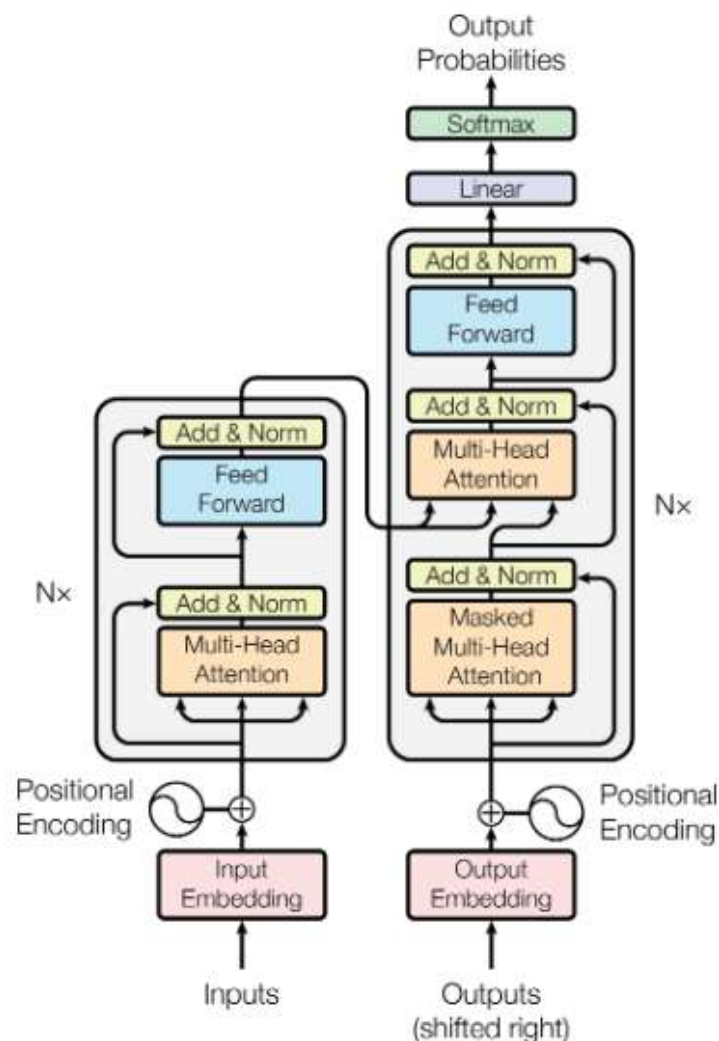 Output
Probabilities
Softmax
Linear
Add & Norm
Feed
Forward
Add & Norm
Multi-Head
Attention
Nx
Add & Norm
Masked
Multi-Head
Attention
Add & Norm
Feed
Forward
Nx
Add & Norm
Multi-Head
Attention
Positional
Encoding
Positional
Encoding
Input
Embedding
Output
Embedding
Inputs
Outputs
(shifted right)